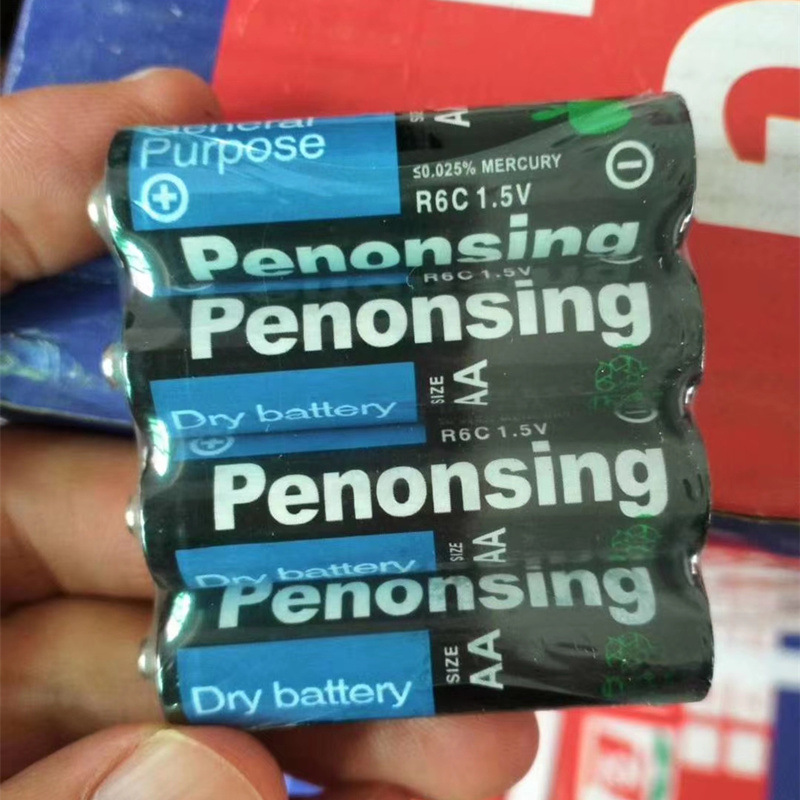 General
Purpose
≤0.025% MERCURY
R6C 1.5V
Penonsing
R6C 1.5V
Penonsing
SIZE
AA
Dry battery
R6C 1.5V
Penonsing
SIZE
AA
Dry battery
Penonsing
SIZE
AA
Dry battery
G